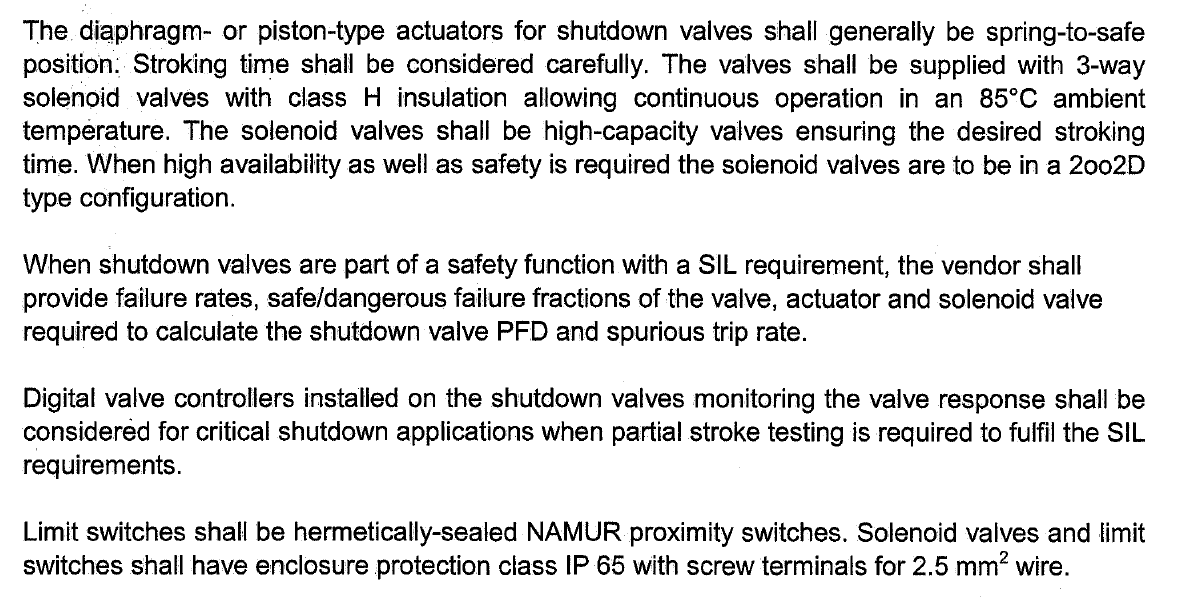 The diaphragm- or piston-type actuators for shutdown valves shall generally be spring-to-safe
position. Stroking time shall be considered carefully. The valves shall be supplied with 3-way
solenoid valves with class H insulation allowing continuous operation in an 85°C ambient
temperature. The solenoid valves shall be high-capacity valves ensuring the desired stroking
time. When high availability as well as safety is required the solenoid valves are to be in a 2oo2D
type configuration.
When shutdown valves are part of a safety function with a SIL requirement, the vendor shall
provide failure rates, safe/dangerous failure fractions of the valve, actuator and solenoid valve
required to calculate the shutdown valve PFD and spurious trip rate.
Digital valve controllers installed on the shutdown valves monitoring the valve response shall be
considered for critical shutdown applications when partial stroke testing is required to fulfil the SIL
requirements.
Limit switches shall be hermetically-sealed NAMUR proximity switches. Solenoid valves and limit
switches shall have enclosure protection class IP 65 with screw terminals for 2.5 mm² wire.